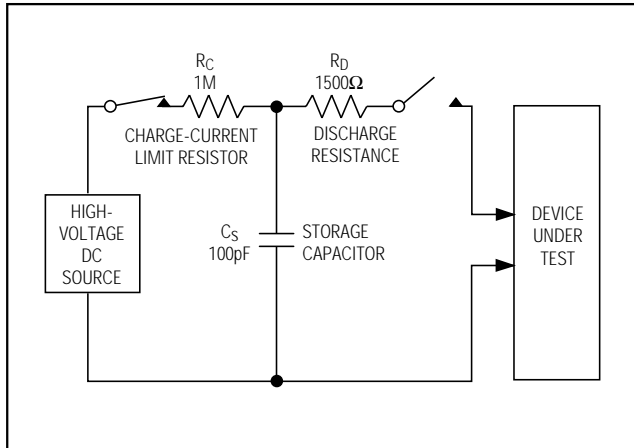 RC
1M
CHARGE-CURRENT
LIMIT RESISTOR
RD
1500Ω
DISCHARGE
RESISTANCE
HIGH-
VOLTAGE
DC
SOURCE
CS
100pF
STORAGE
CAPACITOR
DEVICE
UNDER
TEST